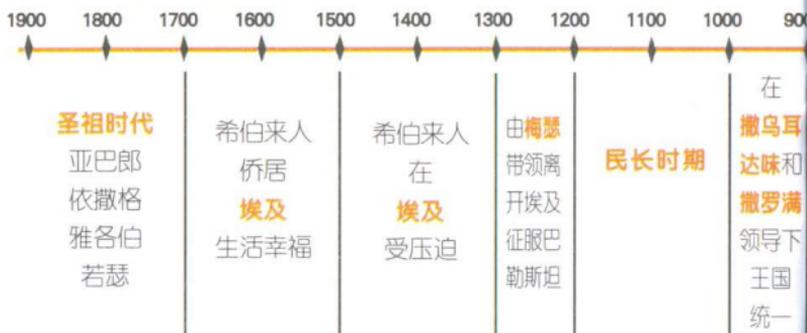 1900 1800 1700 1600 1500 1400 1300 1200 1100 1000 900
圣祖时代
亚巴郎
依撒格
雅各伯
若瑟
希伯来人
侨居
埃及
生活幸福
希伯来人
在
埃及
受压迫
由梅瑟
带领离
开埃及
征服巴
勒斯坦
民长时期
在
撒乌耳
达味和
撒罗满
领导下
王国
统一